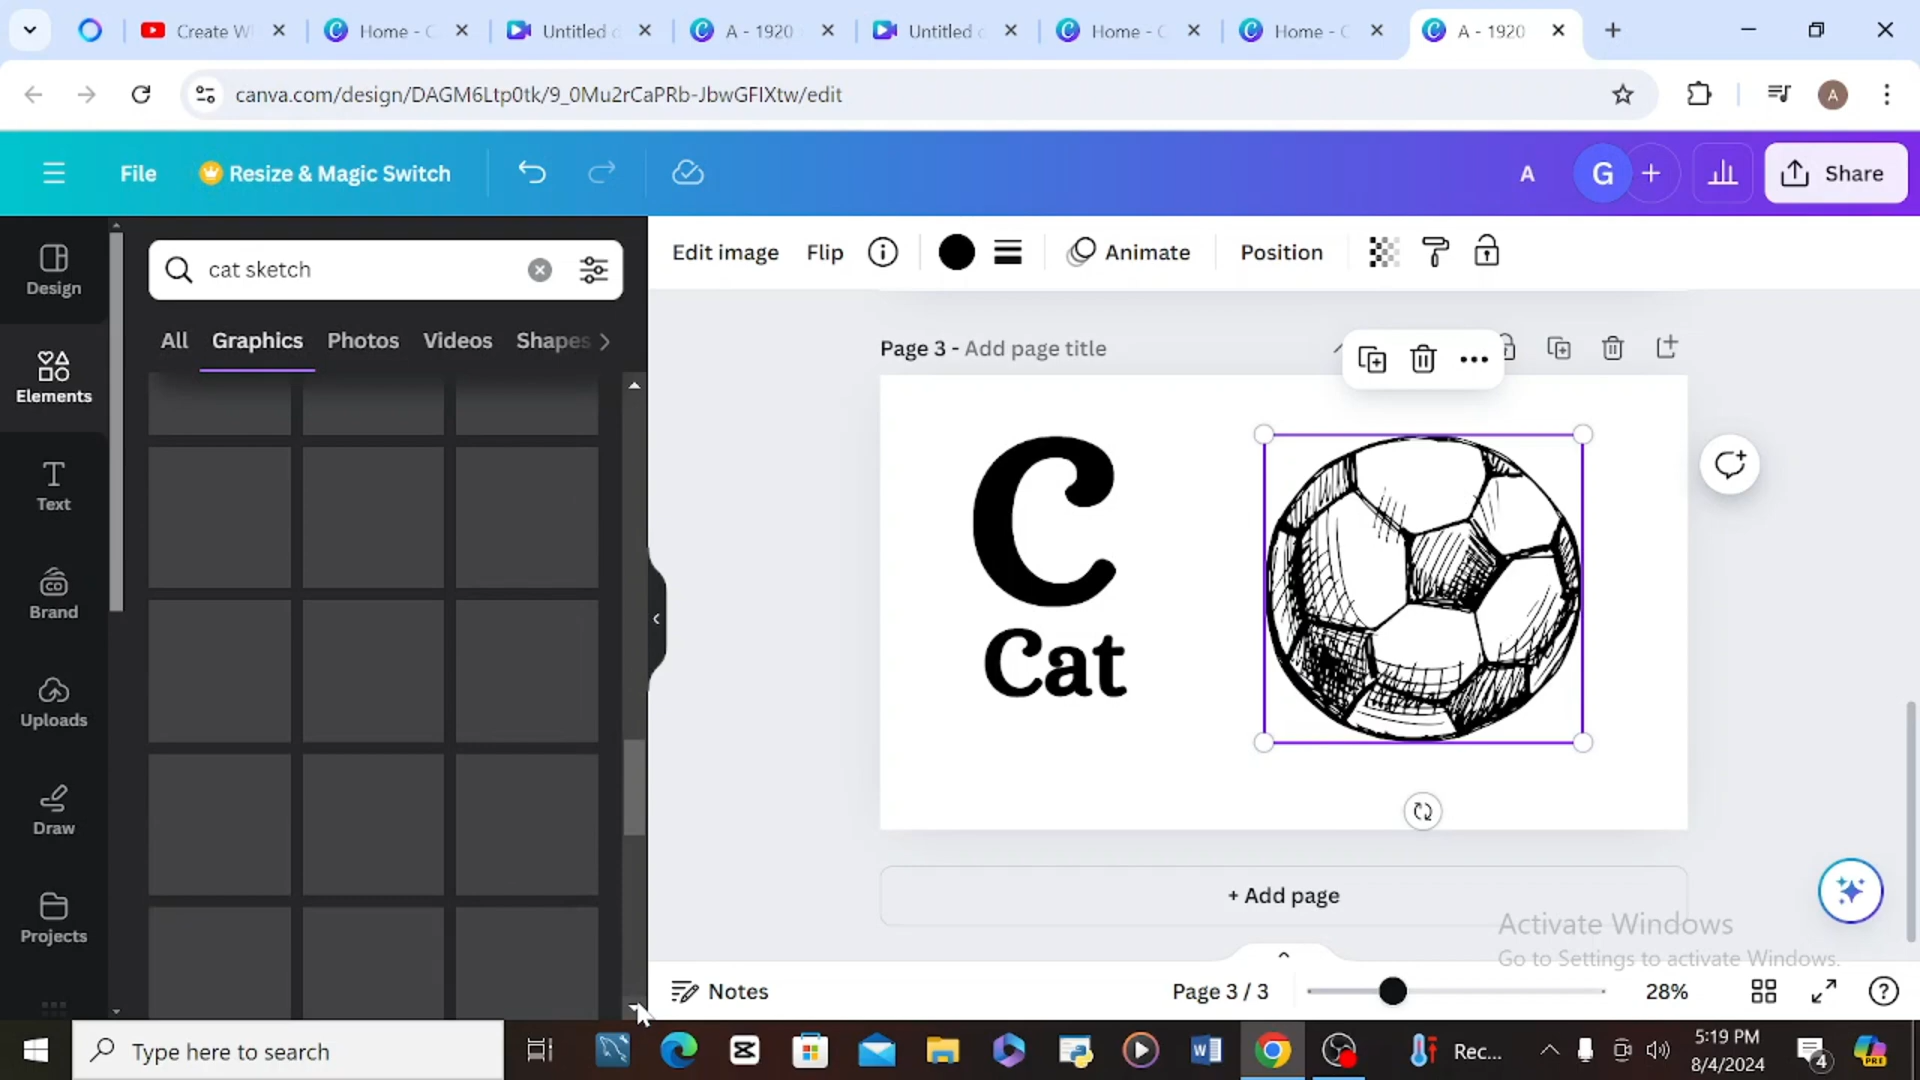 Create W
Home - C
Untitled
A - 1920
Untitled
Home - C
Home - C
A - 1920
canva.com/design/DAGM6Ltp0tk/9_0Mu2rCaPRb-JbwGFIXtw/edit
A
File
Resize & Magic Switch
A
G
Share
Design
Elements
Text
Brand
Uploads
Draw
Projects
cat sketch
All
Graphics
Photos
Videos
Shapes
Edit image
Flip
Animate
Position
Page 3 - Add page title
C
Cat
+ Add page
Activate Windows
Go to Settings to activate Windows.
Notes
Page 3 / 3
28%
Type here to search
Rec...
5:19 PM
8/4/2024
4
PRE